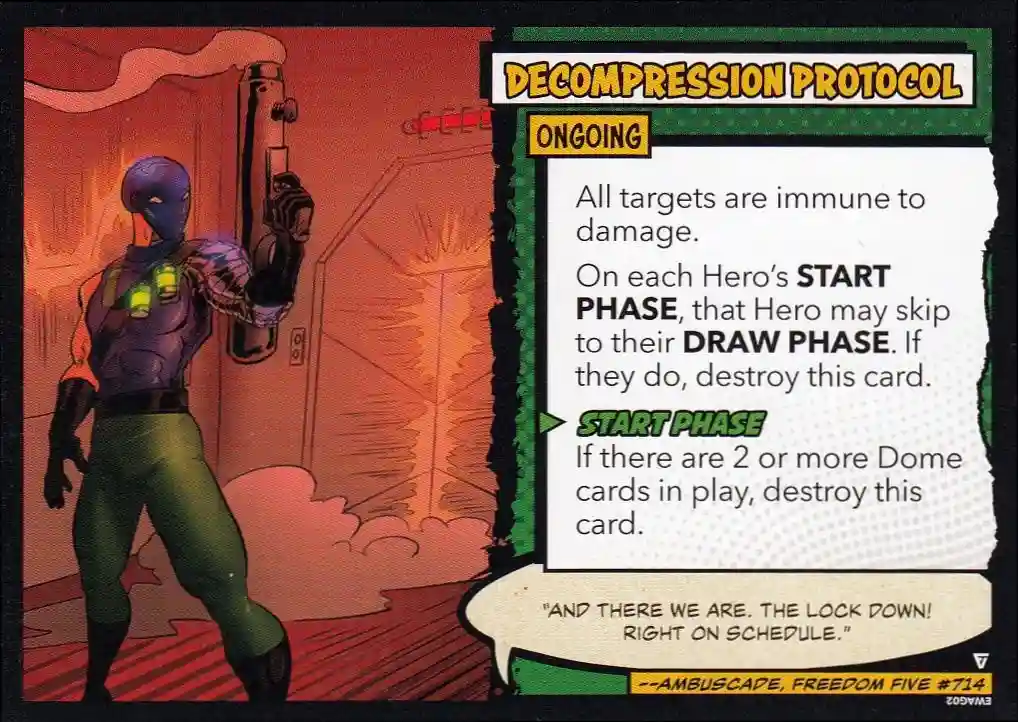 DECOMPRESSION PROTOCOL
ONGOING
All targets are immune to
damage.
On each Hero's START
PHASE, that Hero may skip
to their DRAW PHASE. If
they do, destroy this card.
START PHASE
If there are 2 or more Dome
cards in play, destroy this
card.
"AND THERE WE ARE. THE LOCK DOWN!
RIGHT ON SCHEDULE."
--AMBUSCADE, FREEDOM FIVE #714
EWAG02